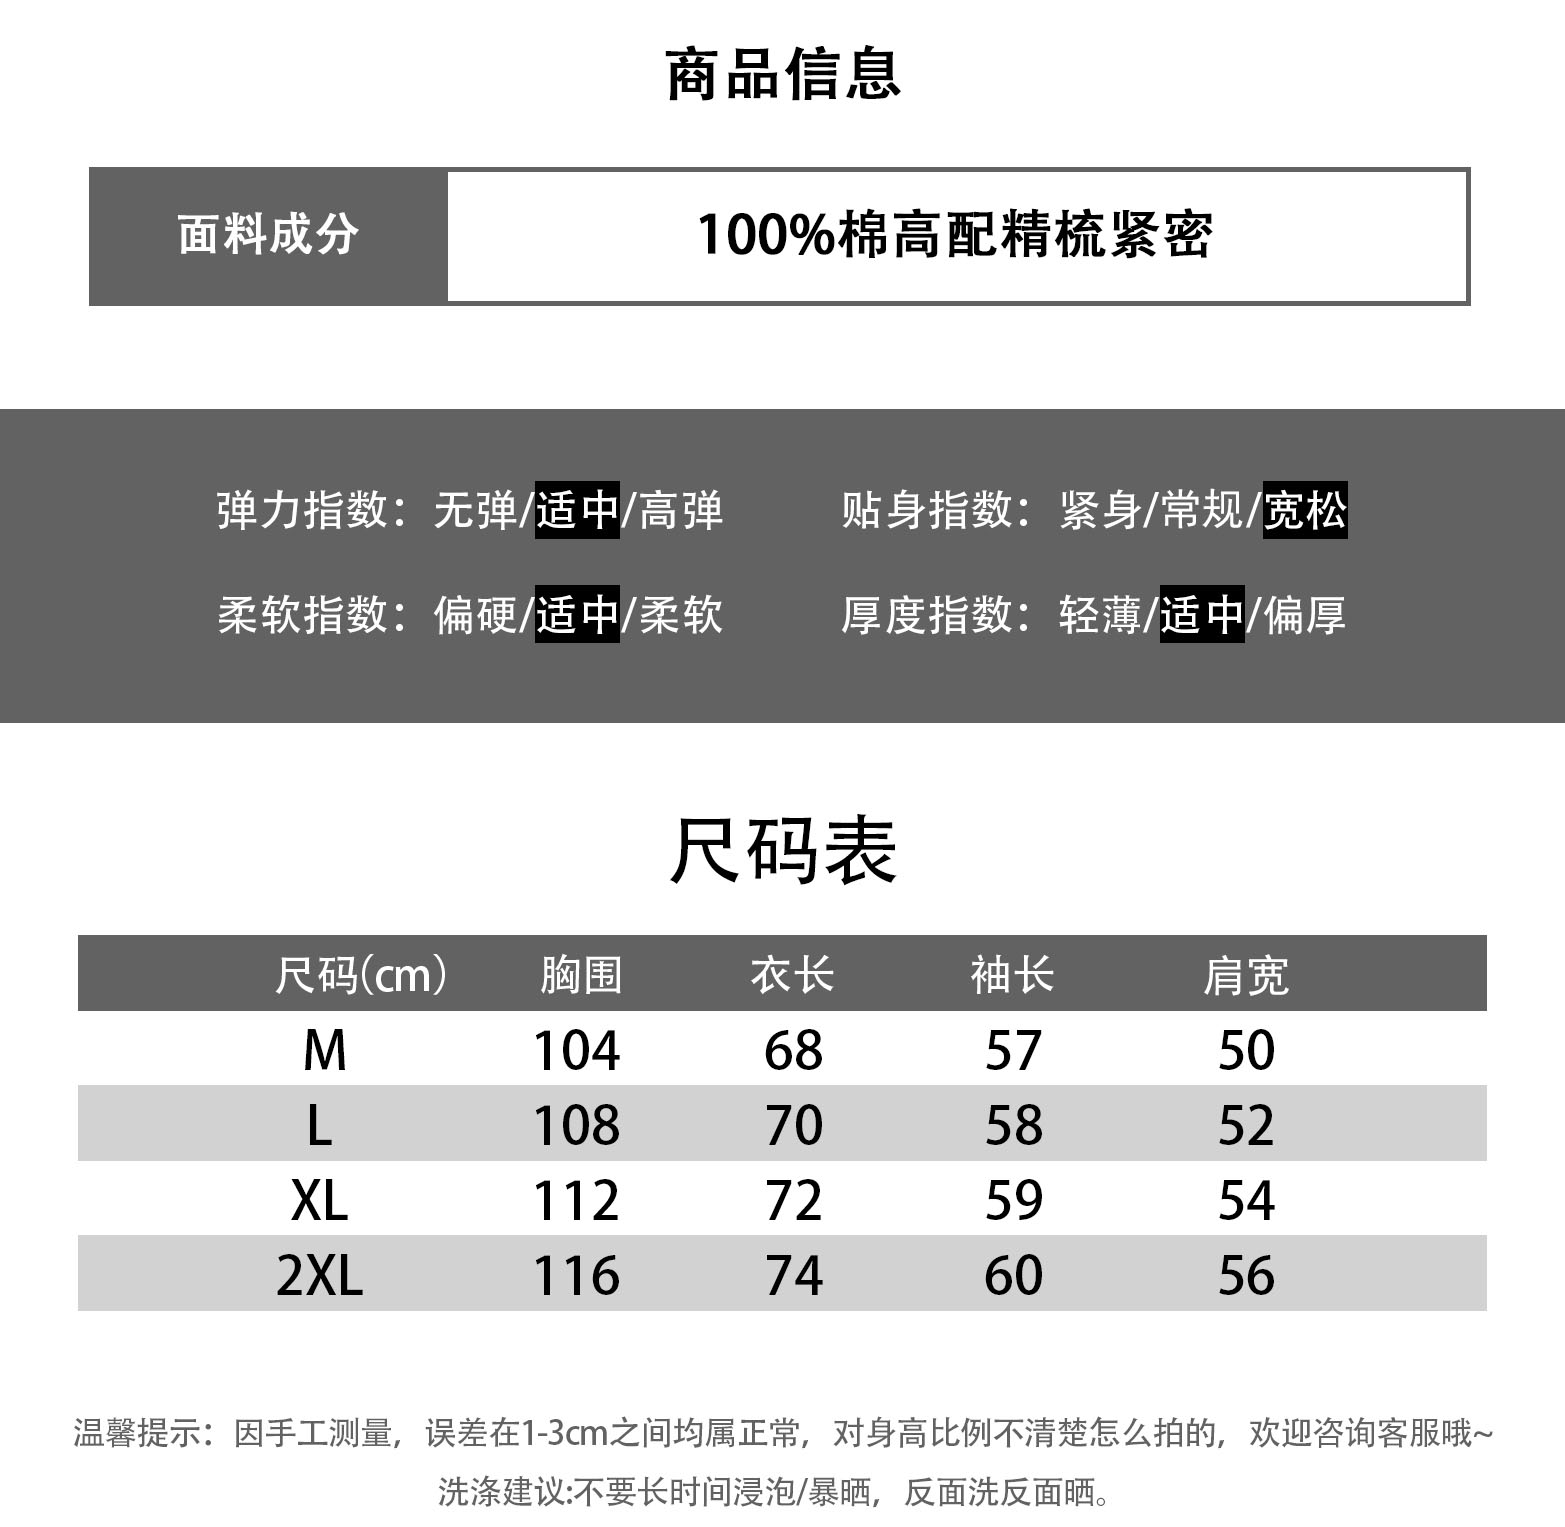 商品信息
面料成分 100%棉高配精梳紧密
弹力指数：无弹/适中/高弹 贴身指数：紧身/常规/宽松
柔软指数：偏硬/适中/柔软 厚度指数：轻薄/适中/偏厚
尺码表
尺码(cm) 胸围 衣长 袖长 肩宽
M 104 68 57 50
L 108 70 58 52
XL 112 72 59 54
2XL 116 74 60 56
温馨提示：因手工测量，误差在1-3cm之间均属正常，对身高比例不清楚怎么拍的，欢迎咨询客服哦~
洗涤建议:不要长时间浸泡/暴晒，反面洗反面晒。